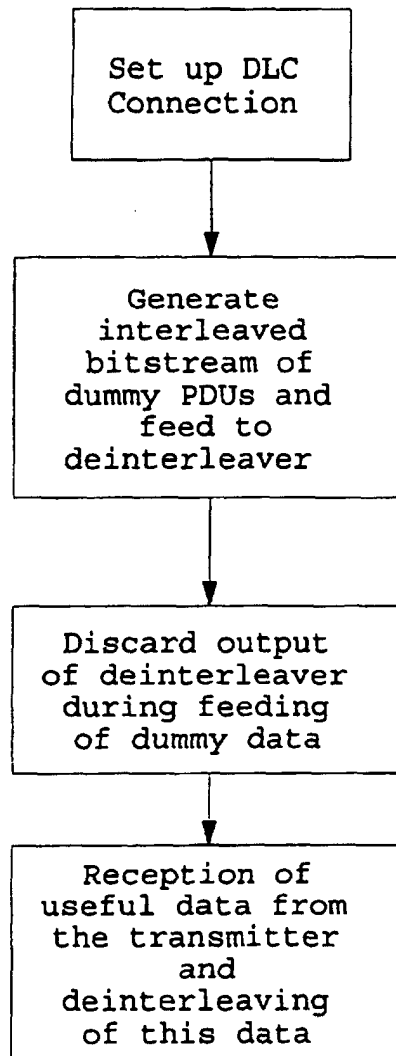 Set up DLC
Connection
Generate
interleaved
bitstream of
dummy PDUs and
feed to
deinterleaver
Discard output
of deinterleaver
during feeding
of dummy data
Reception of
useful data from
the transmitter
and
deinterleaving
of this data